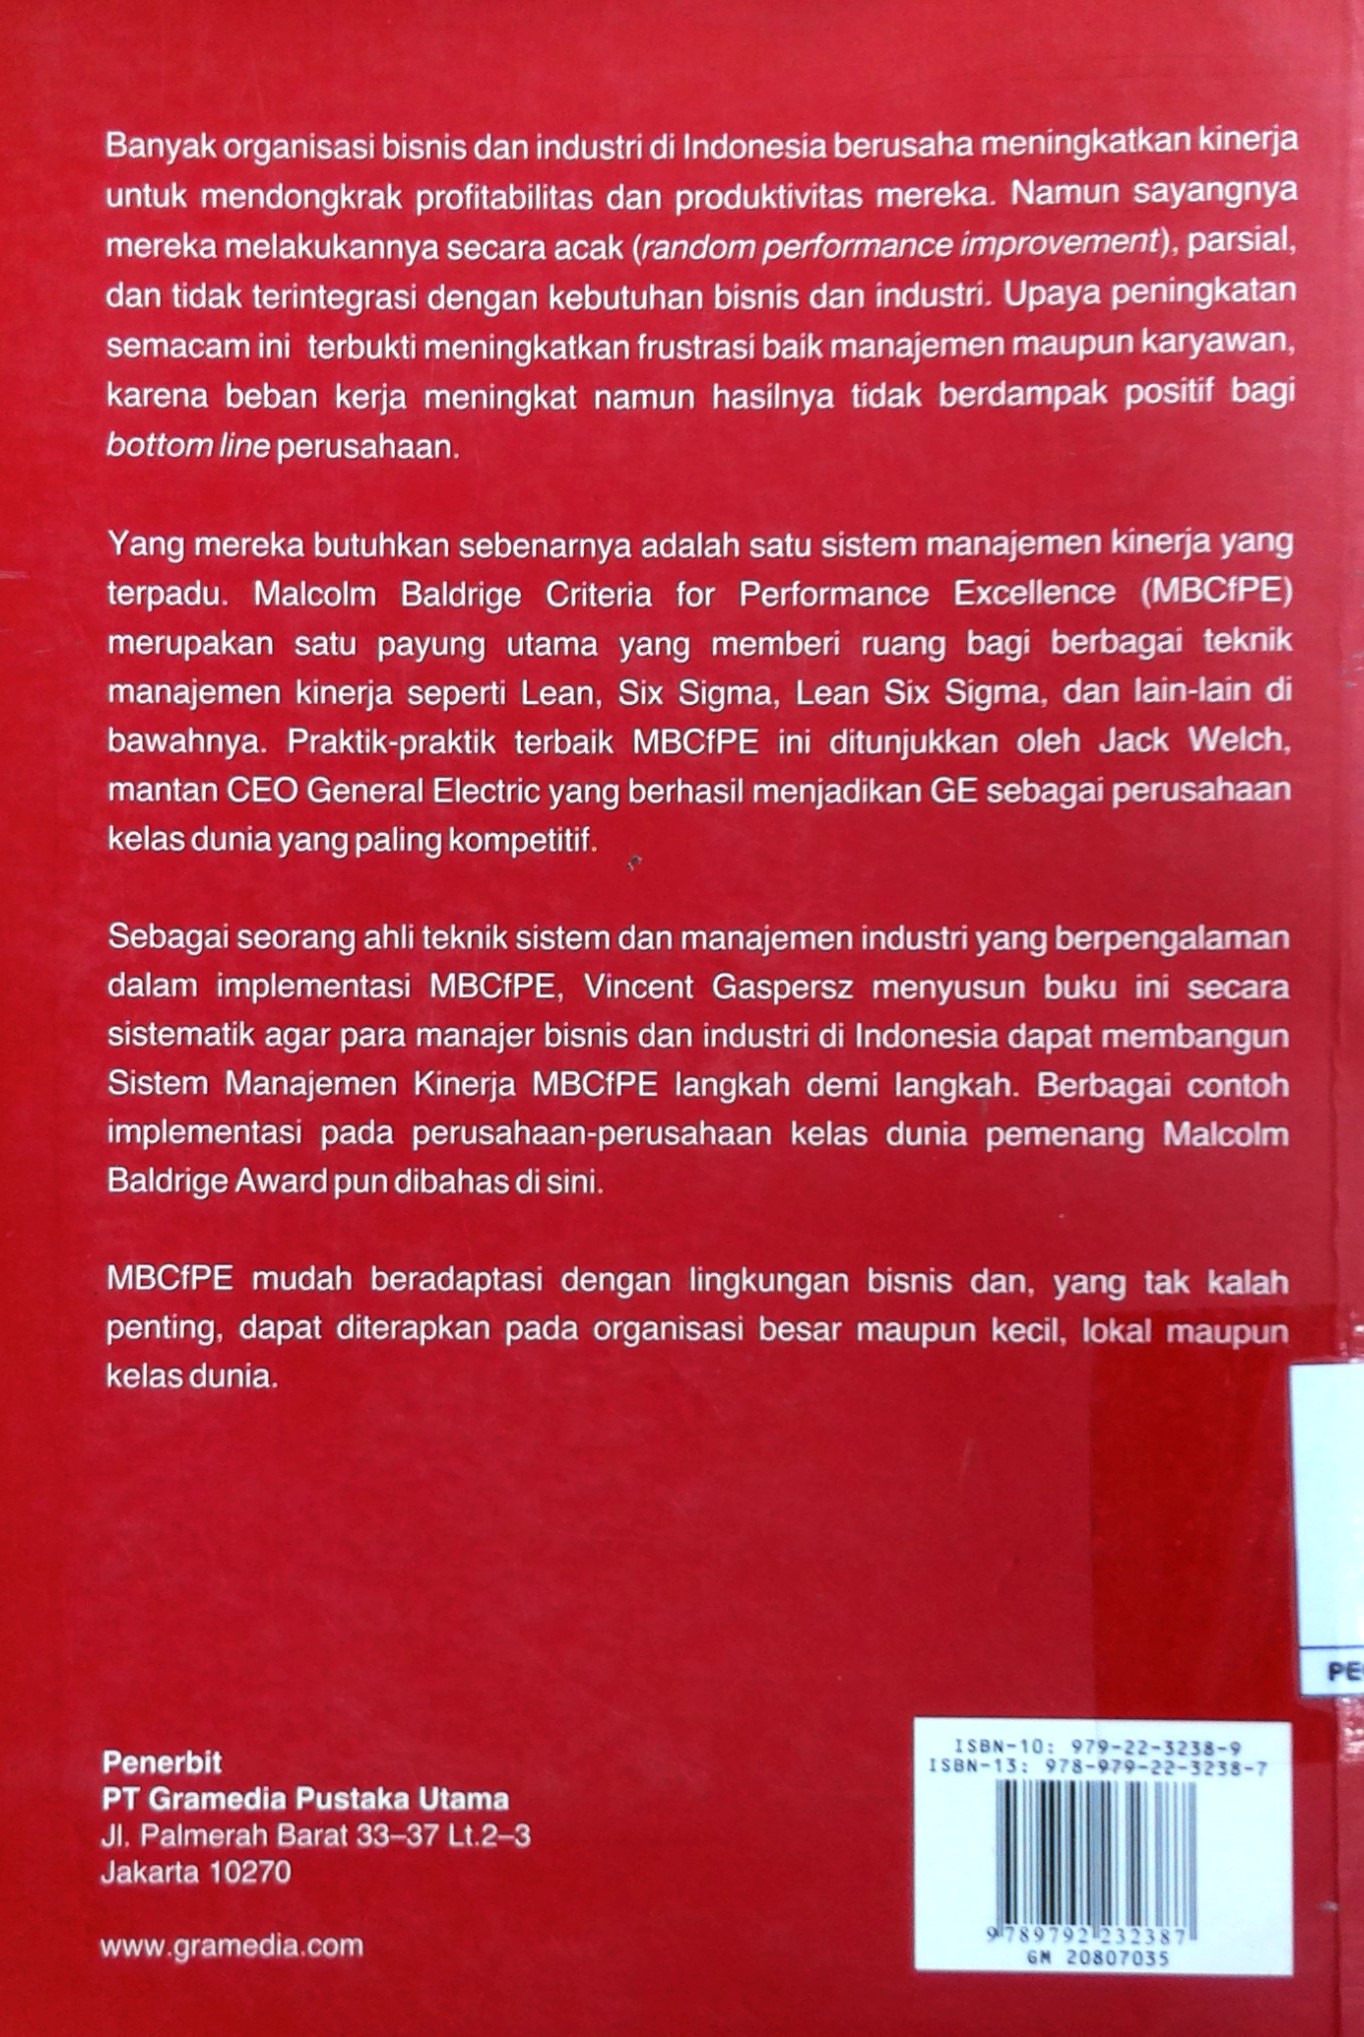 Banyak organisasi bisnis dan industri di Indonesia berusaha meningkatkan kinerja
untuk mendongkrak profitabilitas dan produktivitas mereka. Namun sayangnya
mereka melakukannya secara acak (random performance improvement), parsial,
dan tidak terintegrasi dengan kebutuhan bisnis dan industri. Upaya peningkatan
semacam ini terbukti meningkatkan frustrasi baik manajemen maupun karyawan,
karena beban kerja meningkat namun hasilnya tidak berdampak positif bagi
bottom line perusahaan.
Yang mereka butuhkan sebenarnya adalah satu sistem manajemen kinerja yang
terpadu. Malcolm Baldrige Criteria for Performance Excellence (MBCfPE)
merupakan satu payung utama yang memberi ruang bagi berbagai teknik
manajemen kinerja seperti Lean, Six Sigma, Lean Six Sigma, dan lain-lain di
bawahnya. Praktik-praktik terbaik MBCfPE ini ditunjukkan oleh Jack Welch,
mantan CEO General Electric yang berhasil menjadikan GE sebagai perusahaan
kelas dunia yang paling kompetitif.
Sebagai seorang ahli teknik sistem dan manajemen industri yang berpengalaman
dalam implementasi MBCfPE, Vincent Gaspersz menyusun buku ini secara
sistematik agar para manajer bisnis dan industri di Indonesia dapat membangun
Sistem Manajemen Kinerja MBCfPE langkah demi langkah. Berbagai contoh
implementasi pada perusahaan-perusahaan kelas dunia pemenang Malcolm
Baldrige Award pun dibahas di sini.
MBCfPE mudah beradaptasi dengan lingkungan bisnis dan, yang tak kalah
penting, dapat diterapkan pada organisasi besar maupun kecil, lokal maupun
kelas dunia.
PE
Penerbit
PT Gramedia Pustaka Utama
Jl. Palmerah Barat 33–37 Lt.2–3
Jakarta 10270
www.gramedia.com
ISBN-10: 979-22-3238-9
ISBN-13: 978-979-22-3238-7
9 789792 232387
GM 20807035